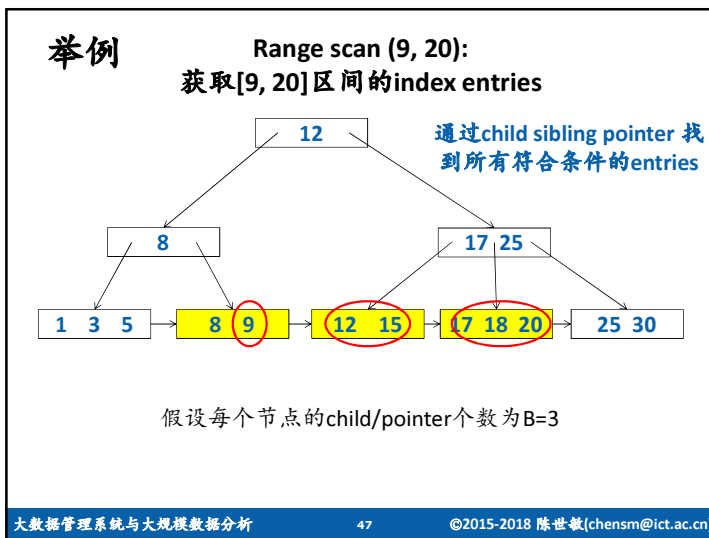 举例
Range scan (9, 20):
获取[9, 20]区间的index entries
通过child sibling pointer 找
到所有符合条件的entries
12
8
17 25
1 3 5
8 9
12 15
17 18 20
25 30
假设每个节点的child/pointer个数为B=3
大数据管理系统与大规模数据分析
47
©2015-2018 陈世敏(chensm@ict.ac.cn